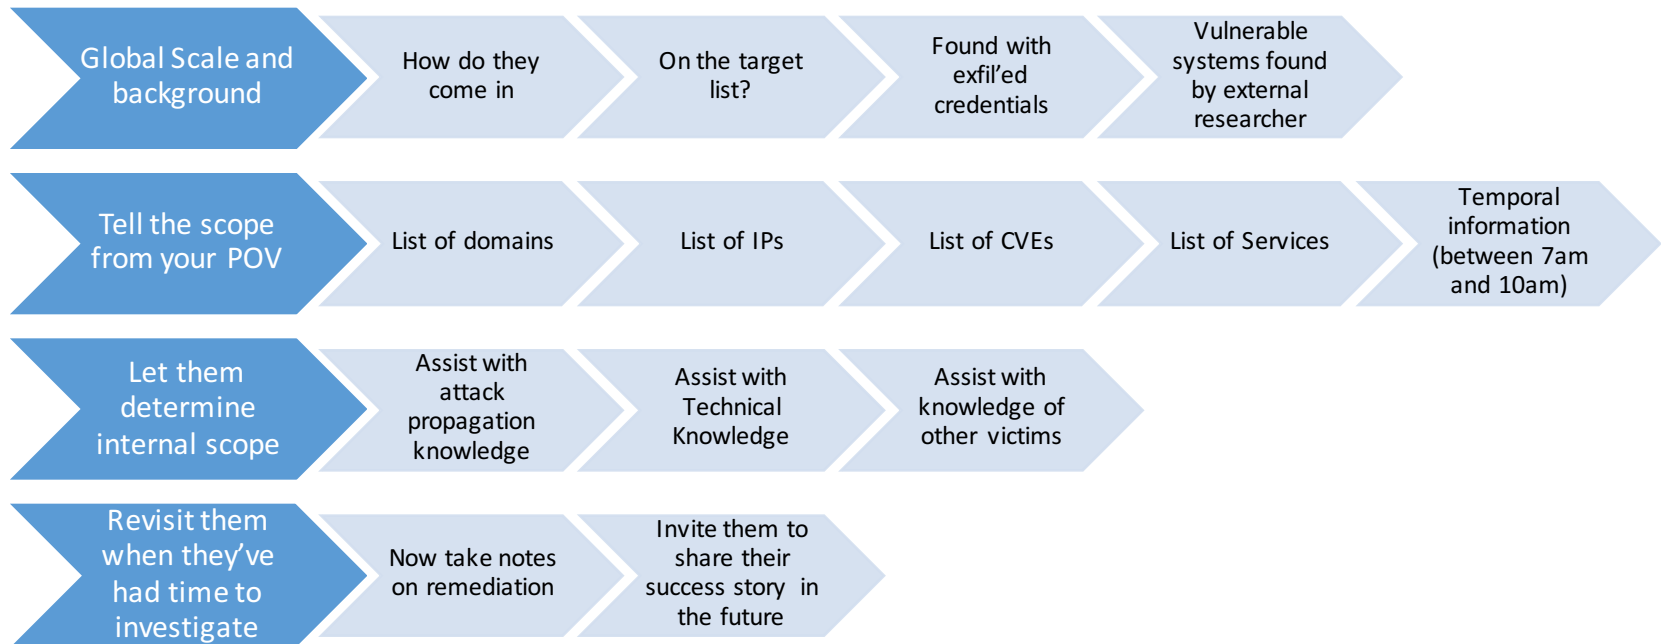 Global Scale and
background
How do they
come in
On the target
list?
Found with
exfil’ed
credentials
Vulnerable
systems found
by external
researcher
Tell the scope
from your POV
List of domains
List of IPs
List of CVEs
List of Services
Temporal
information
(between 7am
and 10am)
Let them
determine
internal scope
Assist with
attack
propagation
knowledge
Assist with
Technical
Knowledge
Assist with
knowledge of
other victims
Revisit them
when they’ve
had time to
investigate
Now take notes
on remediation
Invite them to
share their
success story in
the future